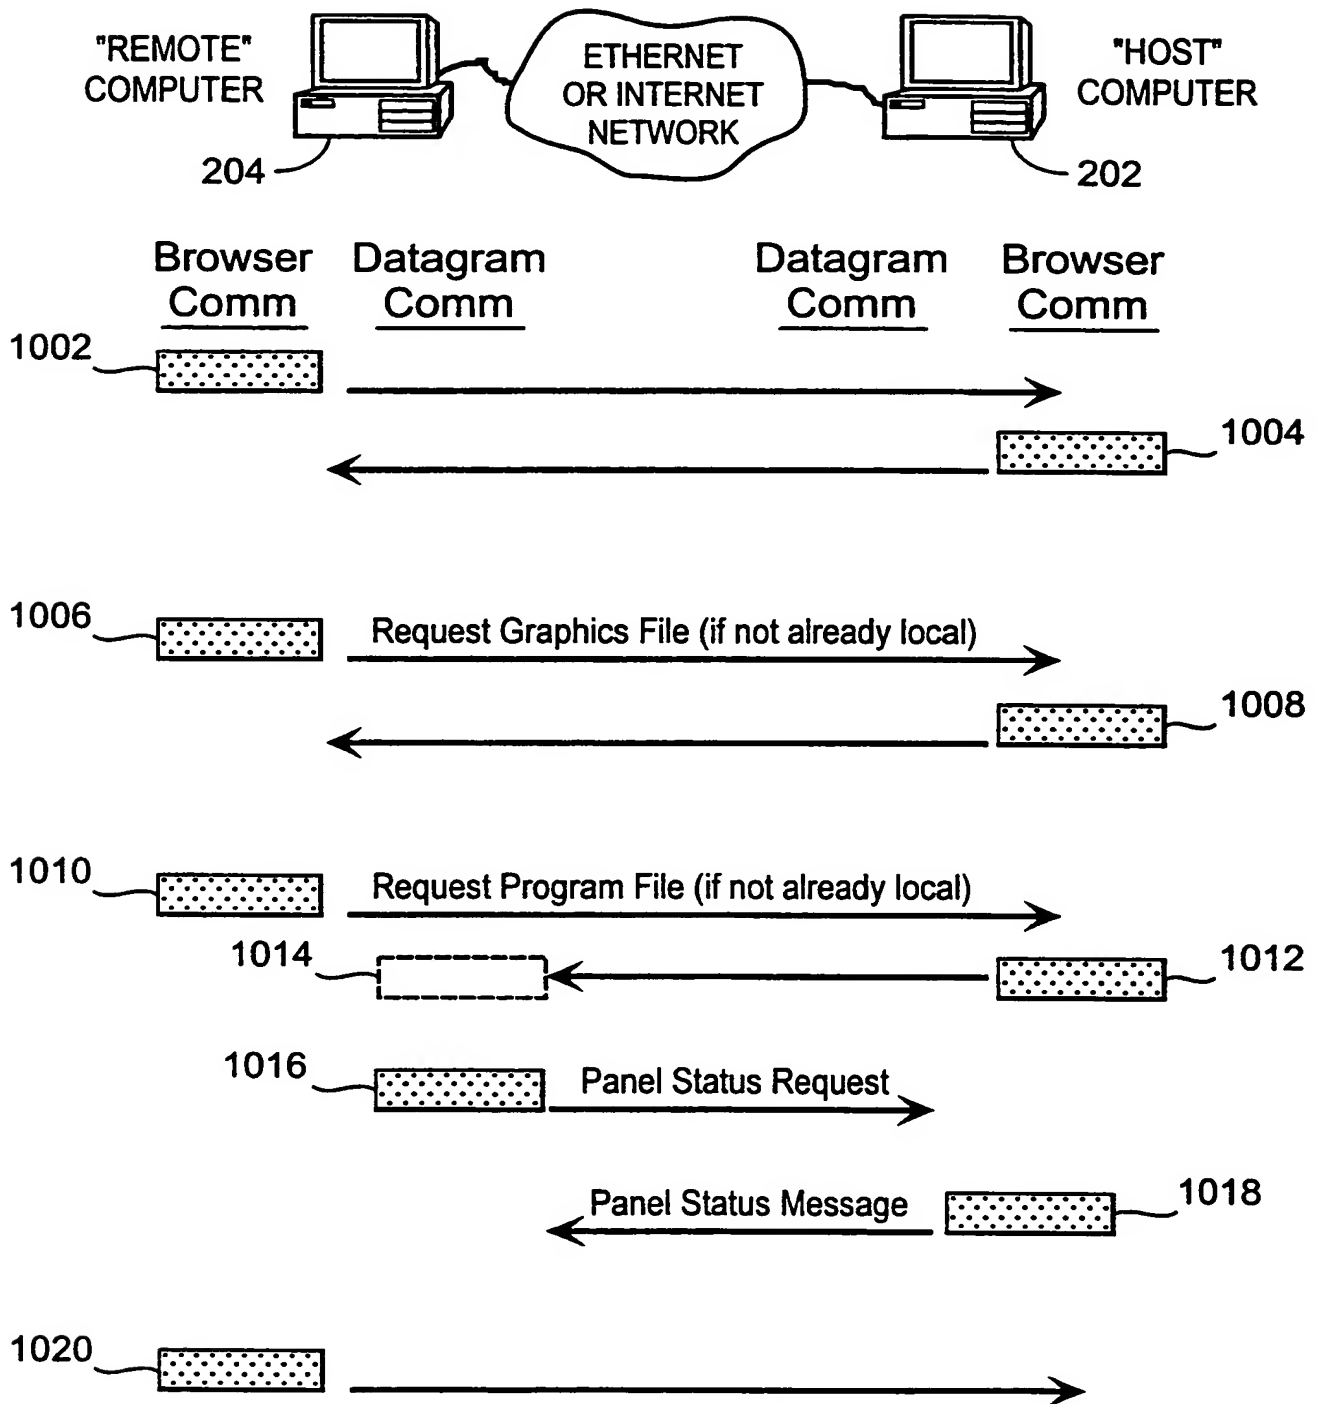 "REMOTE"
COMPUTER
ETHERNET
OR INTERNET
NETWORK
"HOST"
COMPUTER
204
202
Browser
Comm
Datagram
Comm
Datagram
Comm
Browser
Comm
1002
1004
1006
Request Graphics File (if not already local)
1008
1010
Request Program File (if not already local)
1014
1012
1016
Panel Status Request
Panel Status Message
1018
1020